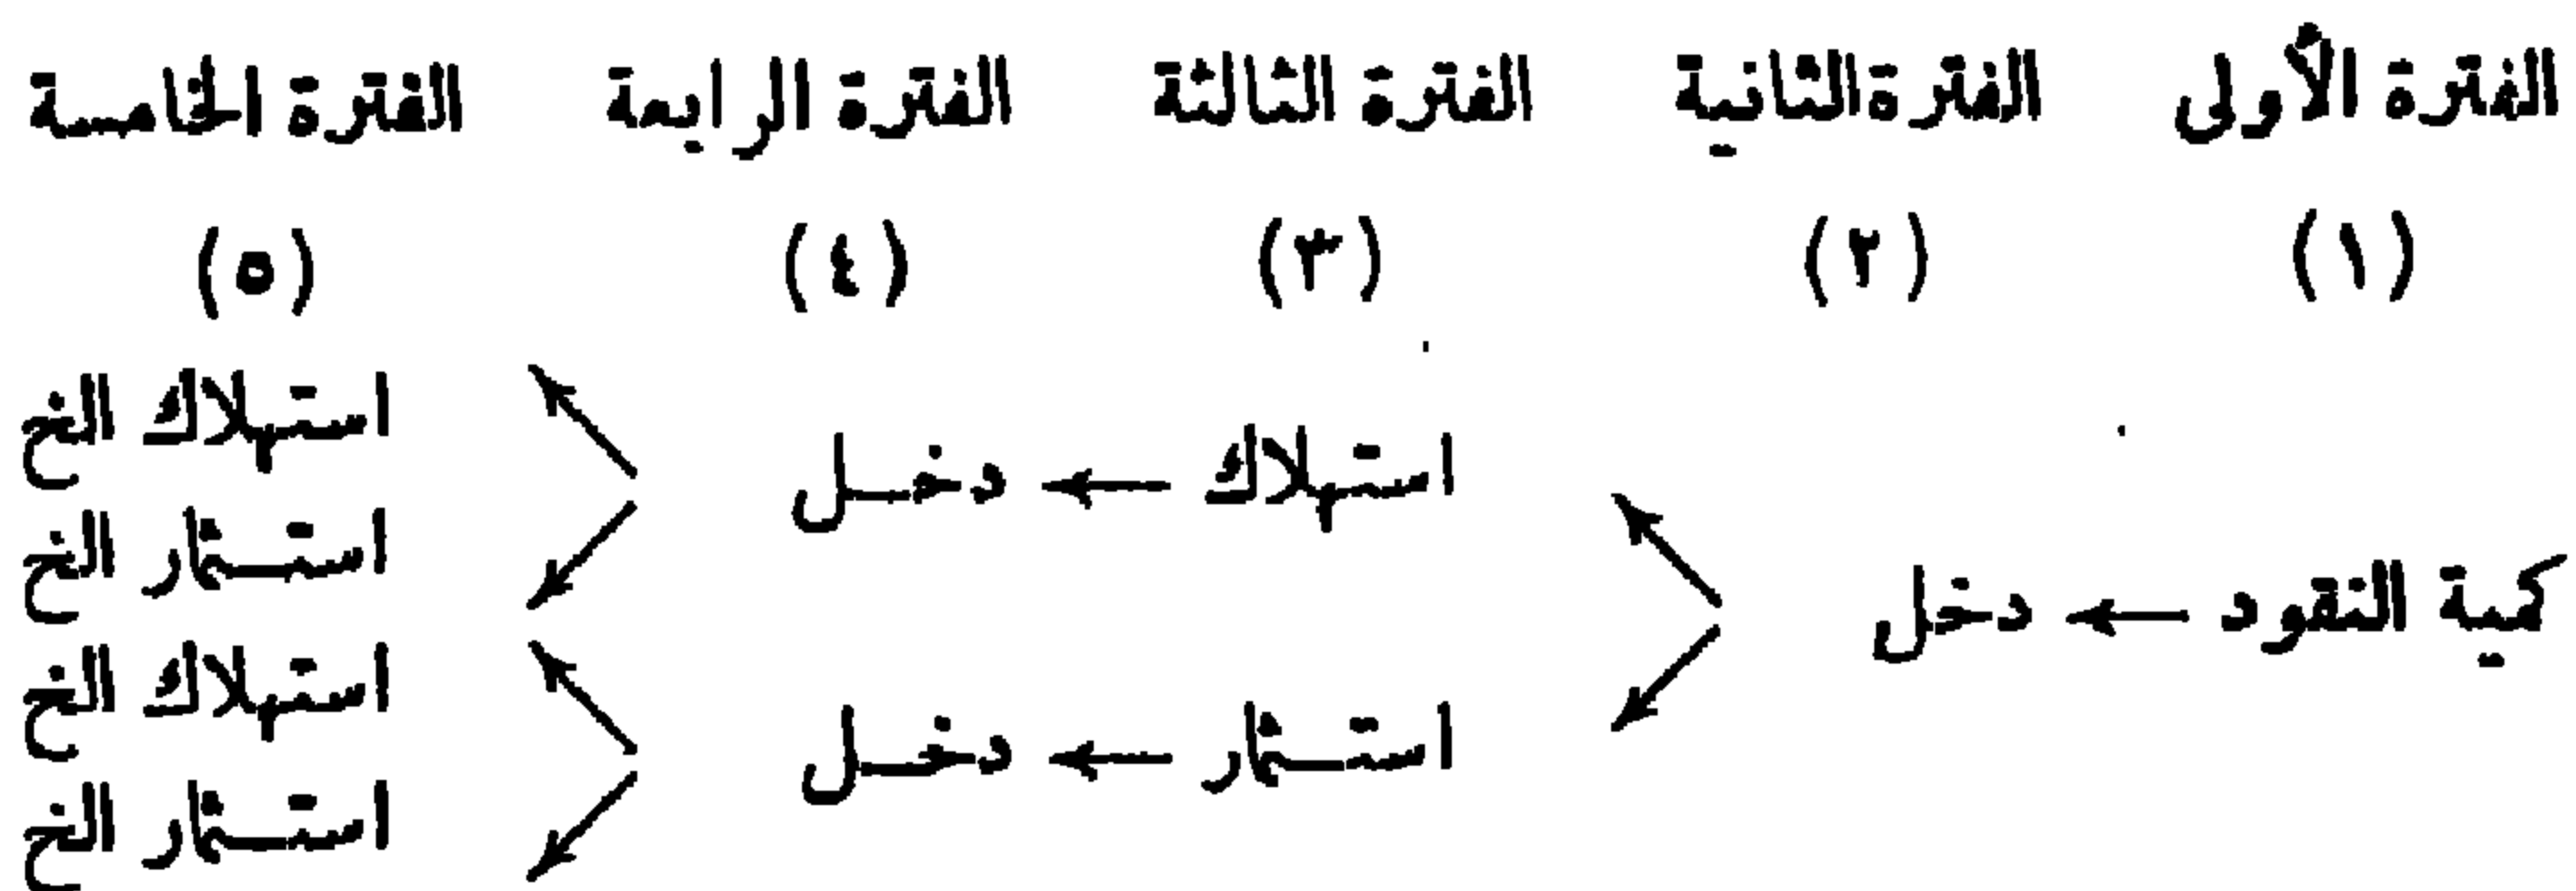 الفترة الأولى الفترة الثانية الفترة الثالثة الفترة الرابعة الفترة الخامسة
(١) (٢) (٣) (٤) (٥)
استهلاك الخ
استهلاك ← دخل
استثمار الخ
كمية النقود ← دخل
استهلاك الخ
استثمار ← دخل
استثمار الخ